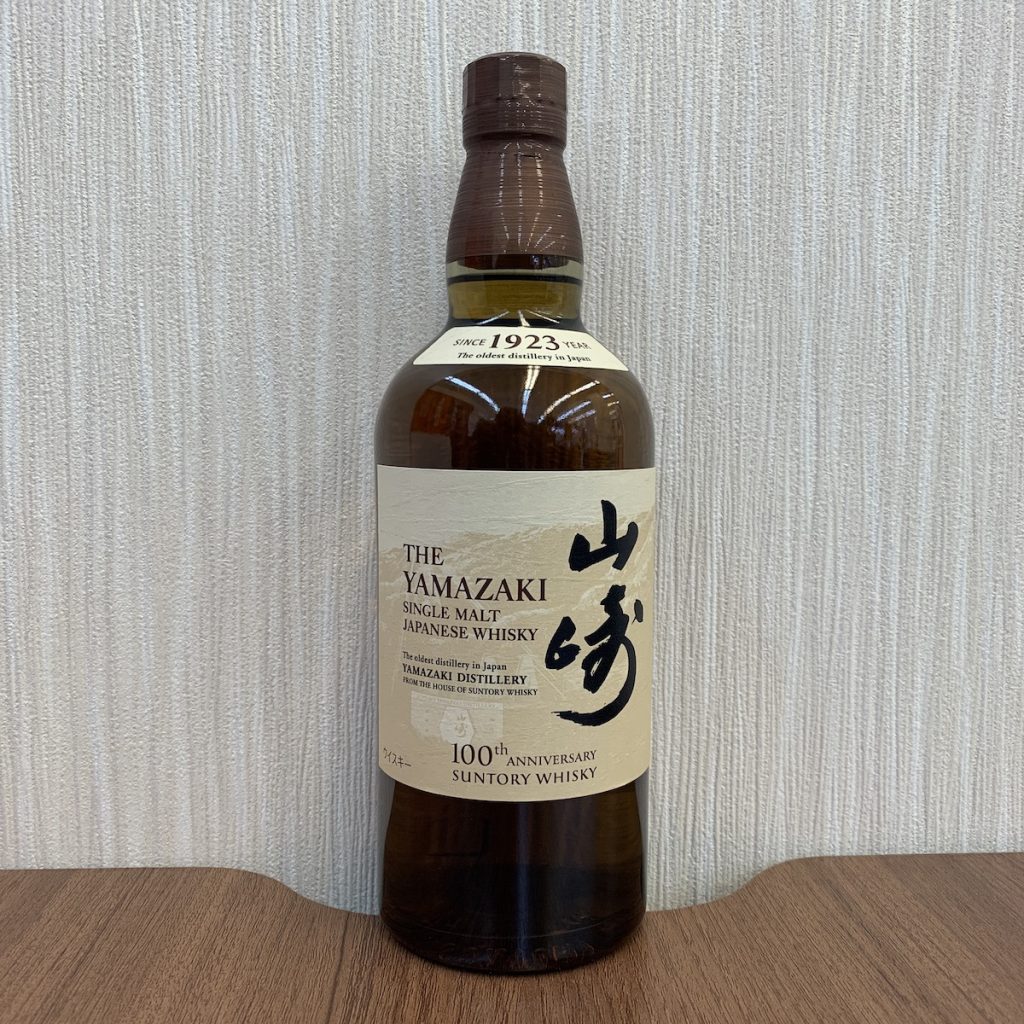 SINCE 1923 YEAR
The oldest distillery in Japan
山崎
THE
YAMAZAKI
SINGLE MALT
JAPANESE WHISKY
The oldest distillery in Japan
YAMAZAKI DISTILLERY
FROM THE HOUSE OF SUNTORY WHISKY
山崎
ウイスキー
100th ANNIVERSARY
SUNTORY WHISKY